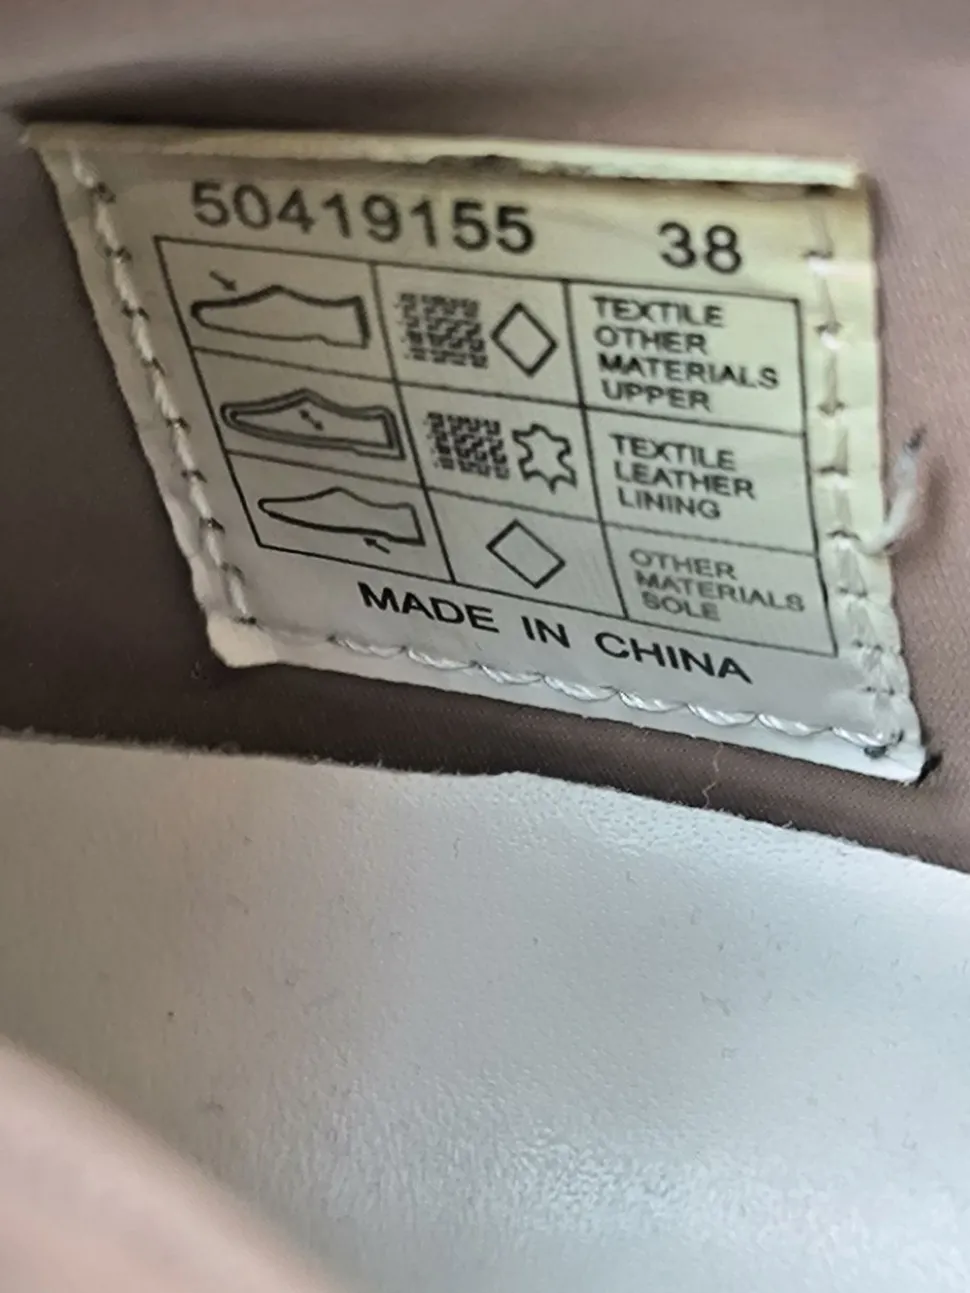 50419155 38
TEXTILE
OTHER
MATERIALS
UPPER
TEXTILE
LEATHER
LINING
OTHER
MATERIALS
SOLE
MADE IN CHINA